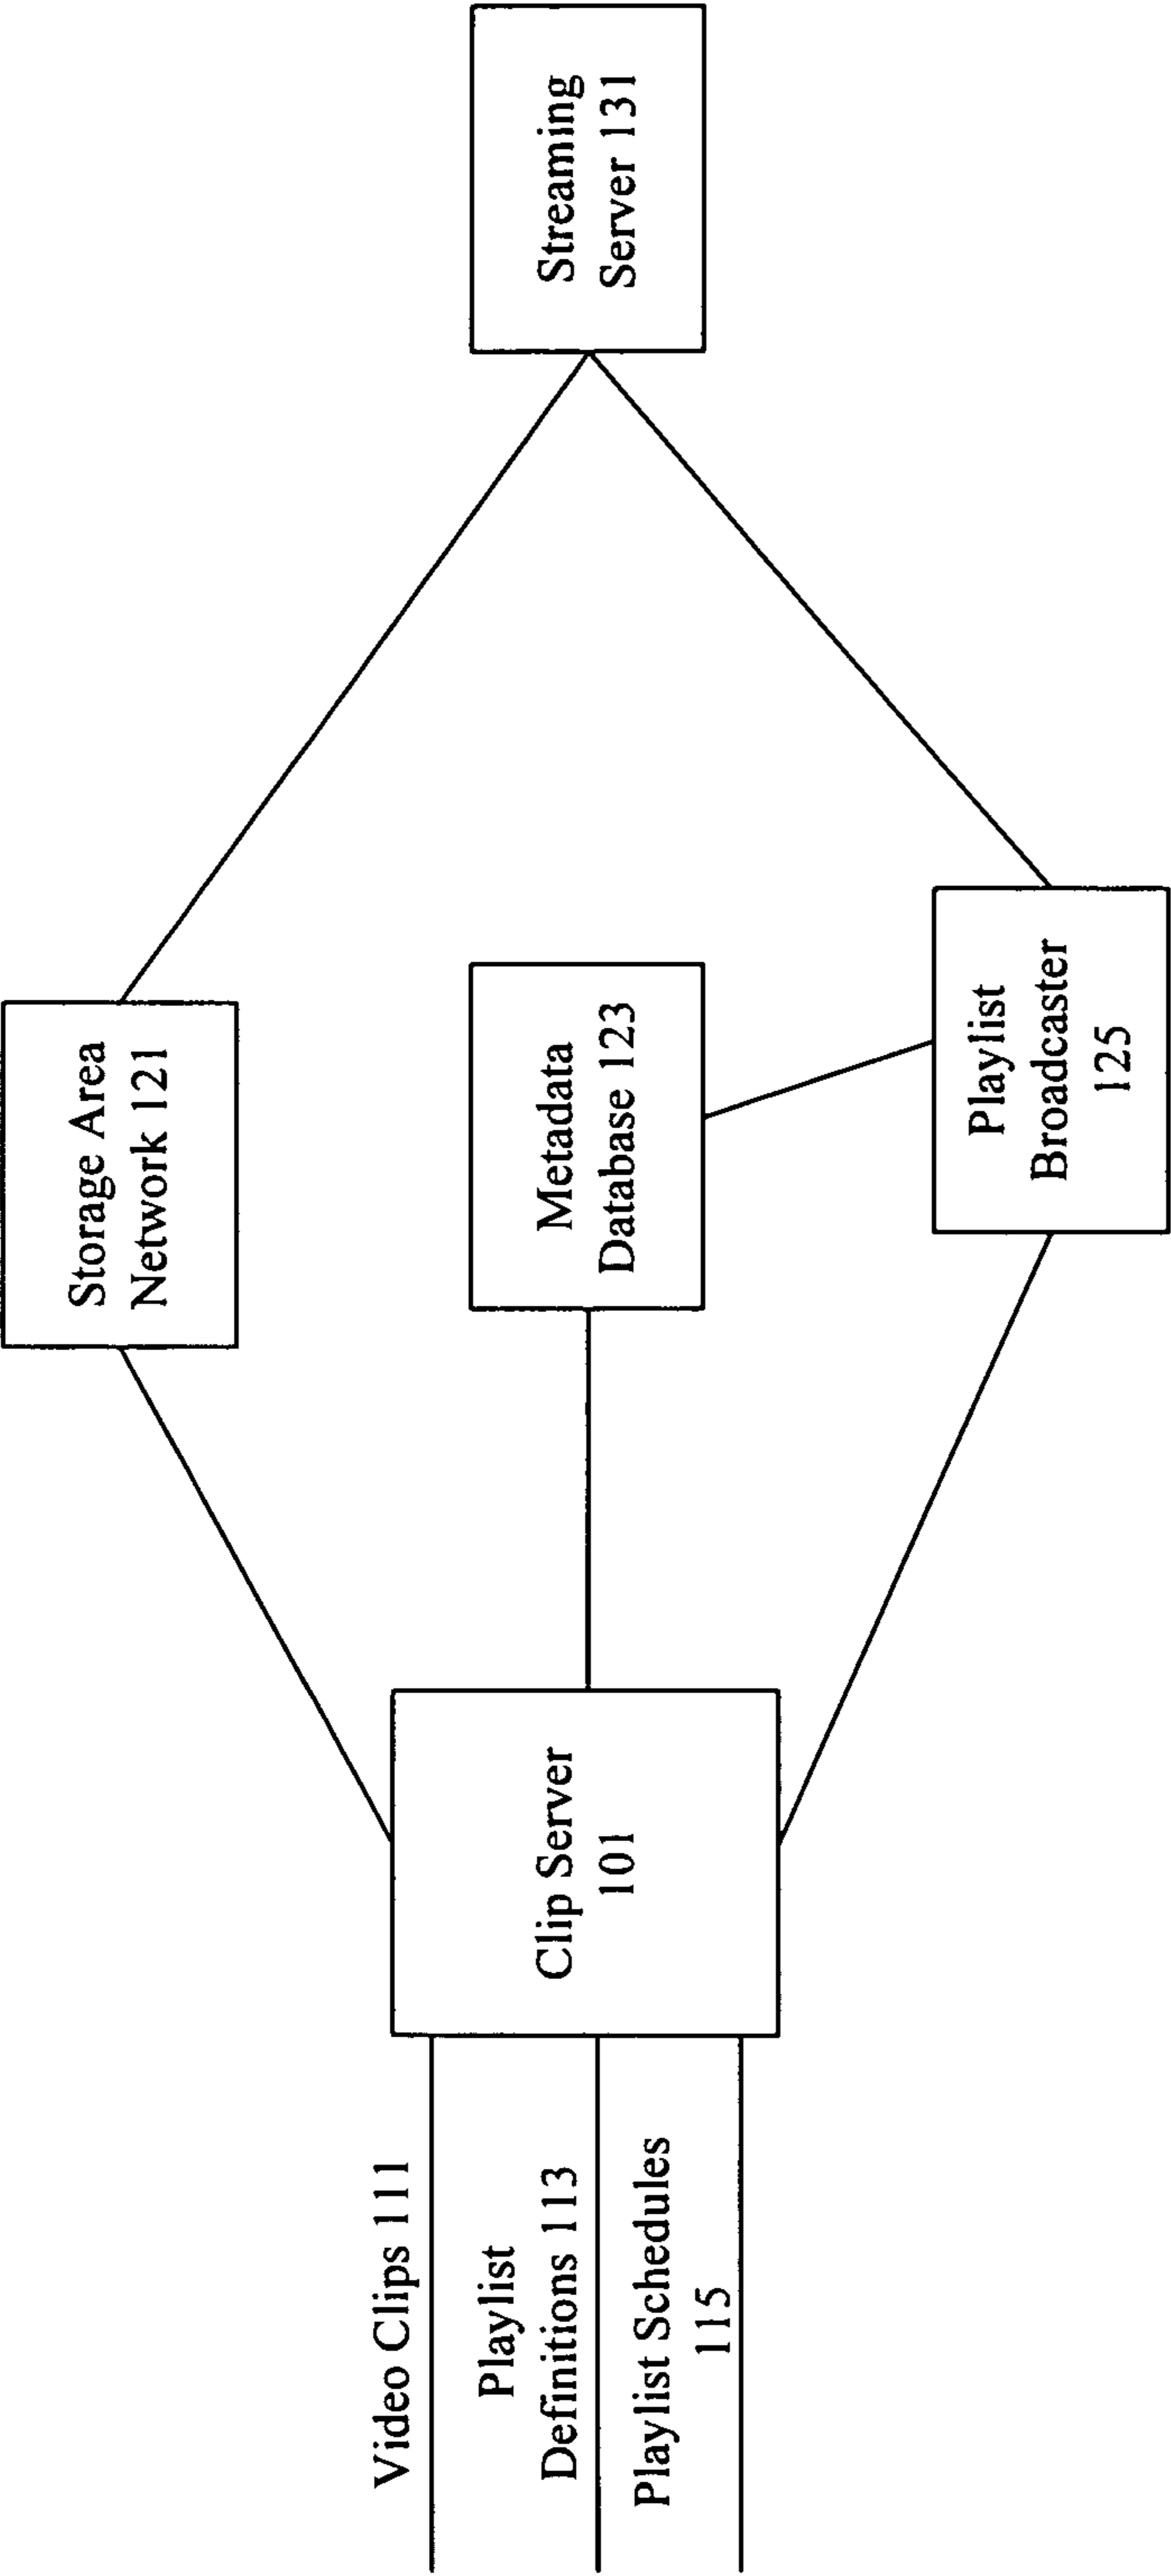 Video Clips 111
Playlist
Definitions 113
Playlist Schedules
115
Clip Server
101
Storage Area
Network 121
Metadata
Database 123
Playlist
Broadcaster
125
Streaming
Server 131